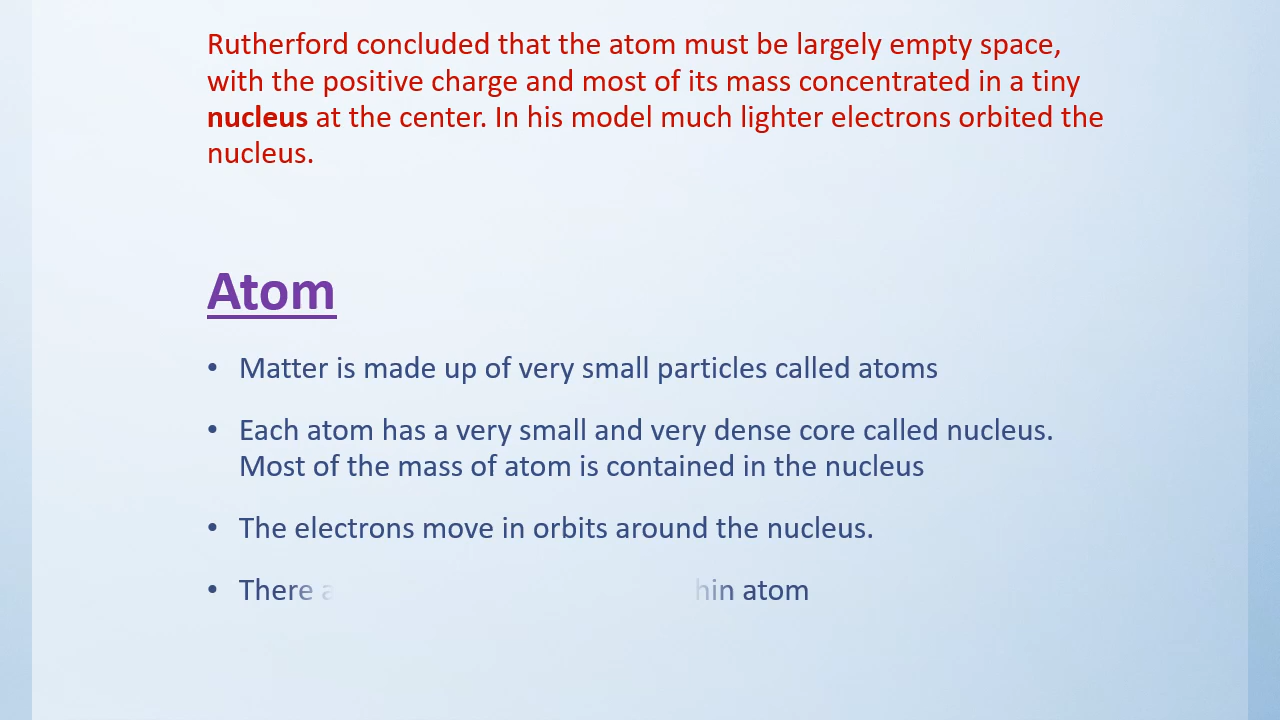 Rutherford concluded that the atom must be largely empty space,
with the positive charge and most of its mass concentrated in a tiny
nucleus at the center. In his model much lighter electrons orbited the
nucleus.
Atom
• Matter is made up of very small particles called atoms
• Each atom has a very small and very dense core called nucleus.
Most of the mass of atom is contained in the nucleus
• The electrons move in orbits around the nucleus.
• There atom